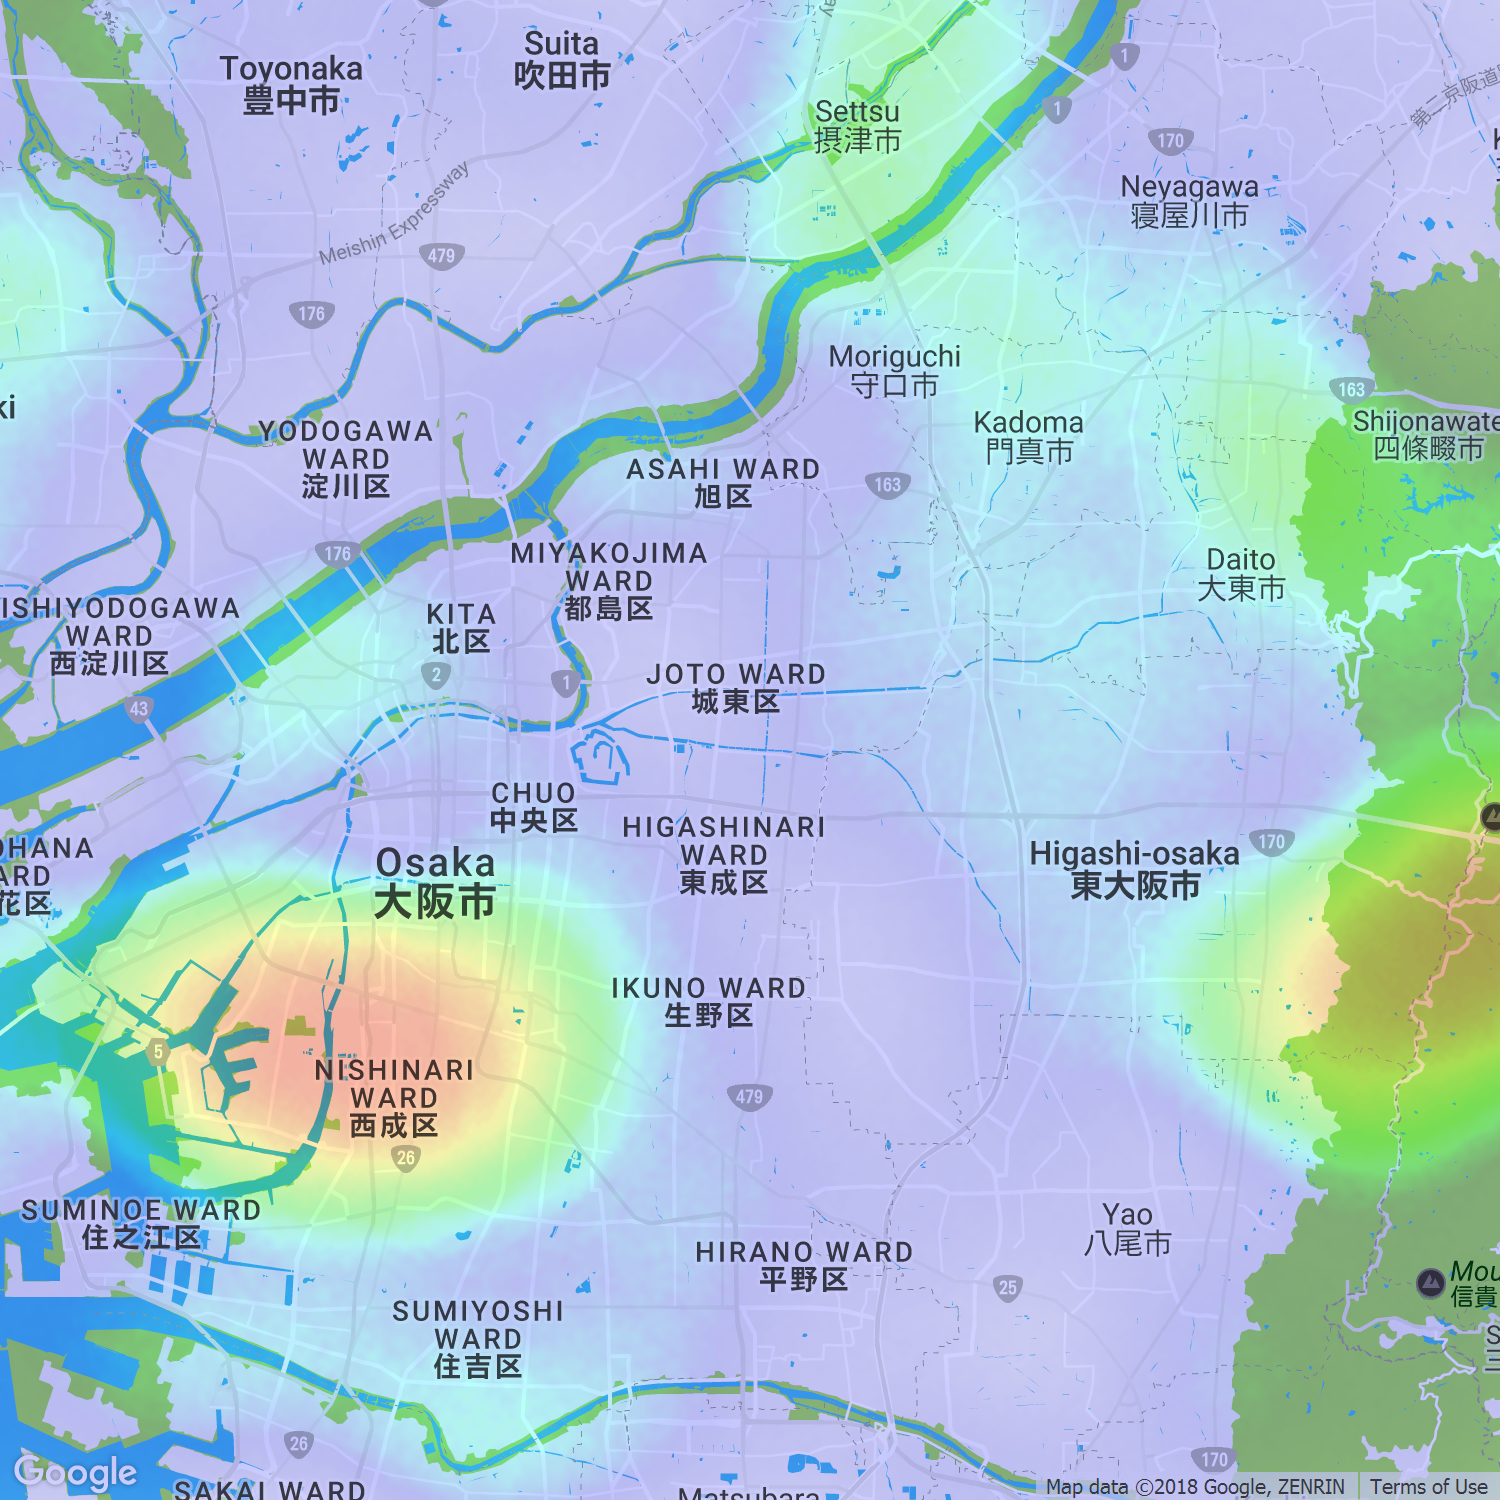 Suita
吹田市
Toyonaka
豊中市
Settsu
摂津市
1
1
170
第二京阪道
Neyagawa
寝屋川市
Meishin Expressway
479
176
176
Moriguchi
守口市
163
ki
Kadoma
門真市
Shijonawate
四條畷市
YODOGAWA
WARD
淀川区
ASAHI WARD
旭区
163
176
MIYAKOJIMA
WARD
都島区
Daito
大東市
ISHIYODOGAWA
WARD
西淀川区
KITA
北区
2
1
JOTO WARD
城東区
43
CHUO
中央区
HIGASHINARI
WARD
東成区
OHANA
ARD
花区
Osaka
大阪市
Higashi-osaka
東大阪市
170
IKUNO WARD
生野区
5
NISHINARI
WARD
西成区
479
26
SUMINOE WARD
住之江区
Yao
八尾市
HIRANO WARD
平野区
25
Mou
信貴
SUMIYOSHI
WARD
住吉区
26
170
Google
SAKAI WARD
Matsubara
Map data ©2018 Google, ZENRIN
Terms of Use